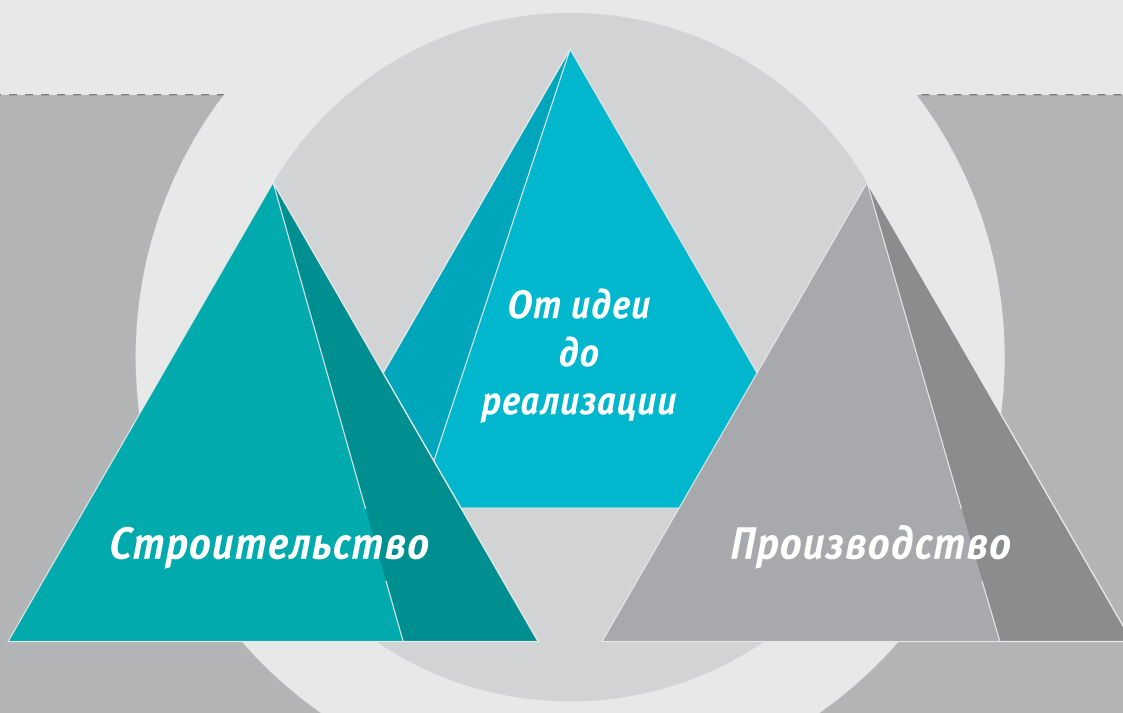 От идеи
до
реализации
Строительство
Производство